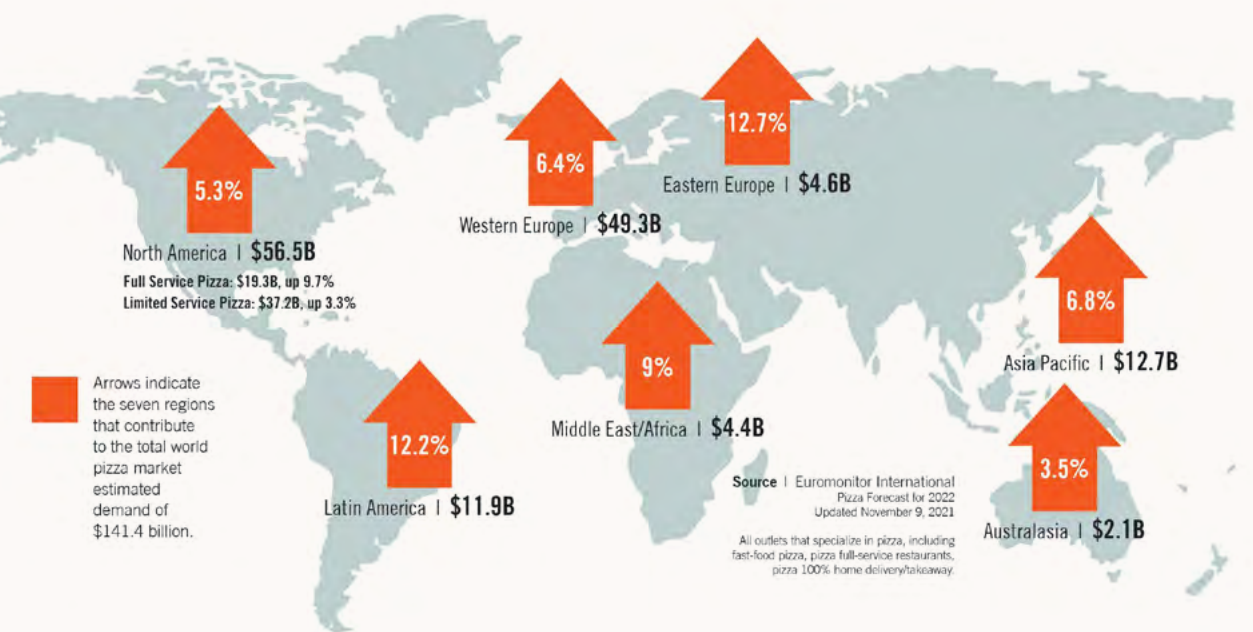 12.7%
Eastern Europe | $4.6B
6.4%
Western Europe | $49.3B
5.3%
North America | $56.5B
Full Service Pizza: $19.3B, up 9.7%
Limited Service Pizza: $37.2B, up 3.3%
6.8%
Asia Pacific | $12.7B
9%
Middle East/Africa | $4.4B
12.2%
Latin America | $11.9B
3.5%
Australasia | $2.1B
Arrows indicate
the seven regions
that contribute
to the total world
pizza market
estimated
demand of
$141.4 billion.
Source | Euromonitor International
Pizza Forecast for 2022
Updated November 9, 2021
All outlets that specialize in pizza, including
fast-food pizza, pizza full-service restaurants,
pizza 100% home delivery/takeaway.